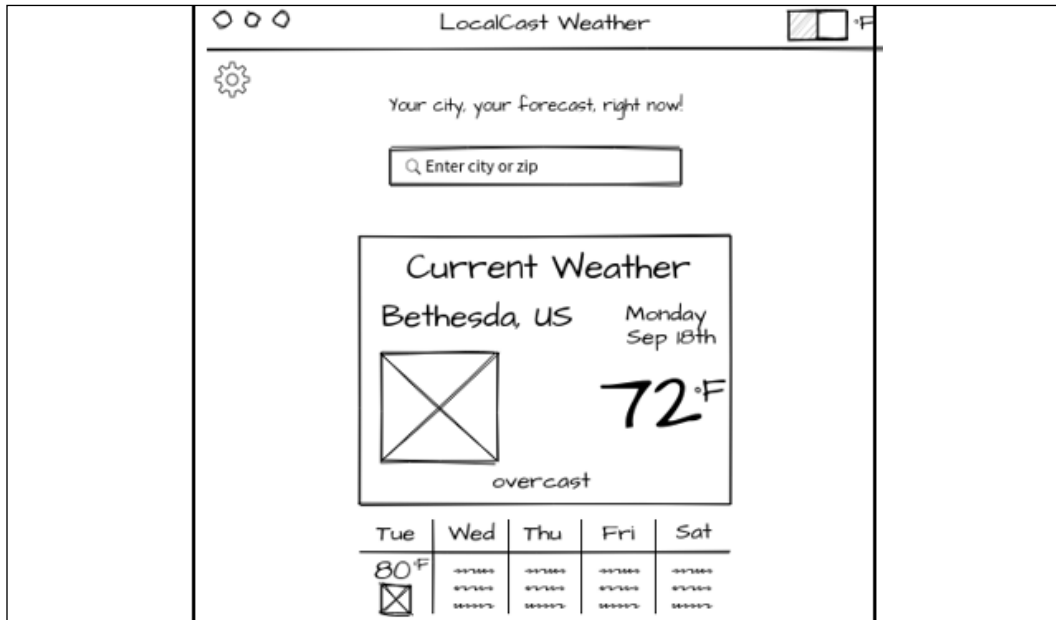 LocalCast Weather
°F
Your city, your forecast, right now!
Enter city or zip
Current Weather
Bethesda, US
Monday
Sep 18th
72°F
overcast
Tue Wed Thu Fri Sat
80°F